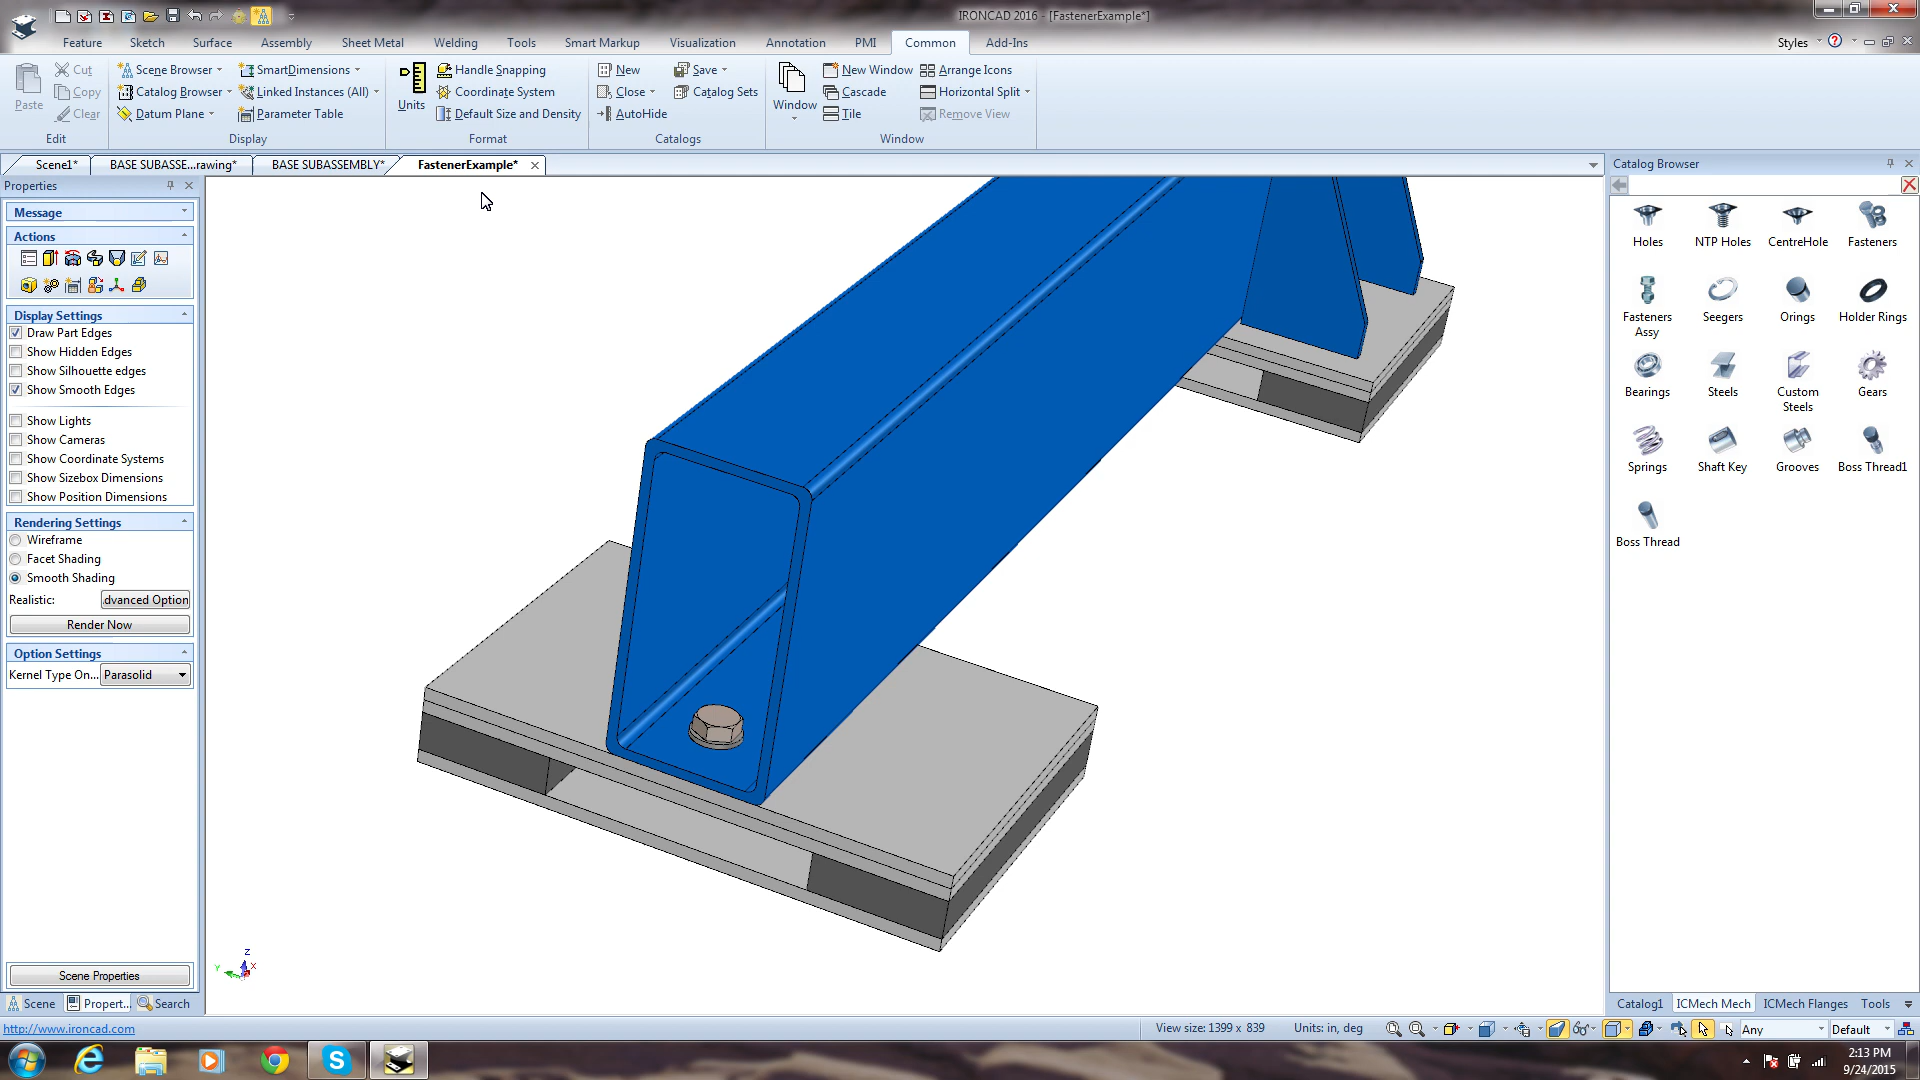 IRONCAD 2016 - [FastenerExample*]
Feature Sketch Surface Assembly Sheet Metal Welding Tools Smart Markup Visualization Annotation PMI Common Add-Ins Styles
Paste Cut Copy Clear
Edit
Scene Browser SmartDimensions
Catalog Browser Linked Instances (All)
Datum Plane Parameter Table
Display
Units Handle Snapping
Coordinate System
Default Size and Density
Format
New Save
Close Catalog Sets
AutoHide
Catalogs
Window New Window Arrange Icons
Cascade Horizontal Split
Tile Remove View
Window
Scene1* BASE SUBASSE...rawing* BASE SUBASSEMBLY* FastenerExample*
Properties
Message
Actions
Display Settings
Draw Part Edges
Show Hidden Edges
Show Silhouette edges
Show Smooth Edges
Show Lights
Show Cameras
Show Coordinate Systems
Show Sizebox Dimensions
Show Position Dimensions
Rendering Settings
Wireframe
Facet Shading
Smooth Shading
Realistic: dvanced Option
Render Now
Option Settings
Kernel Type On... Parasolid
Scene Properties
Scene Propert... Search
Z
Y X
Catalog Browser
Holes NTP Holes CentreHole Fasteners
Fasteners Assy Seegers Orings Holder Rings
Bearings Steels Custom Steels Gears
Springs Shaft Key Grooves Boss Thread1
Boss Thread
Catalog1 ICMech Mech ICMech Flanges Tools
http://www.ironcad.com
View size: 1399 x 839 Units: in, deg Any Default
2:13 PM
9/24/2015